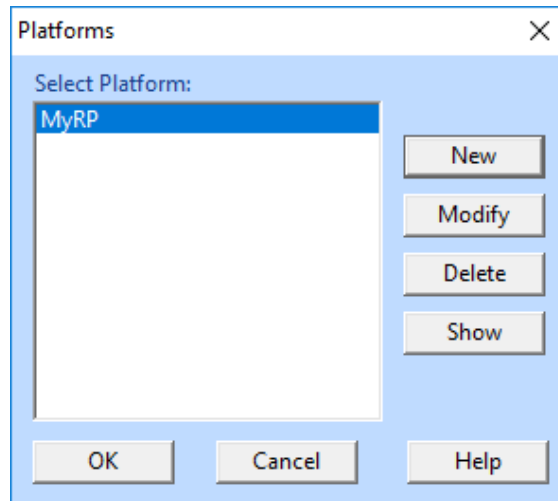 Platforms
Select Platform:
MyRP
New
Modify
Delete
Show
OK
Cancel
Help